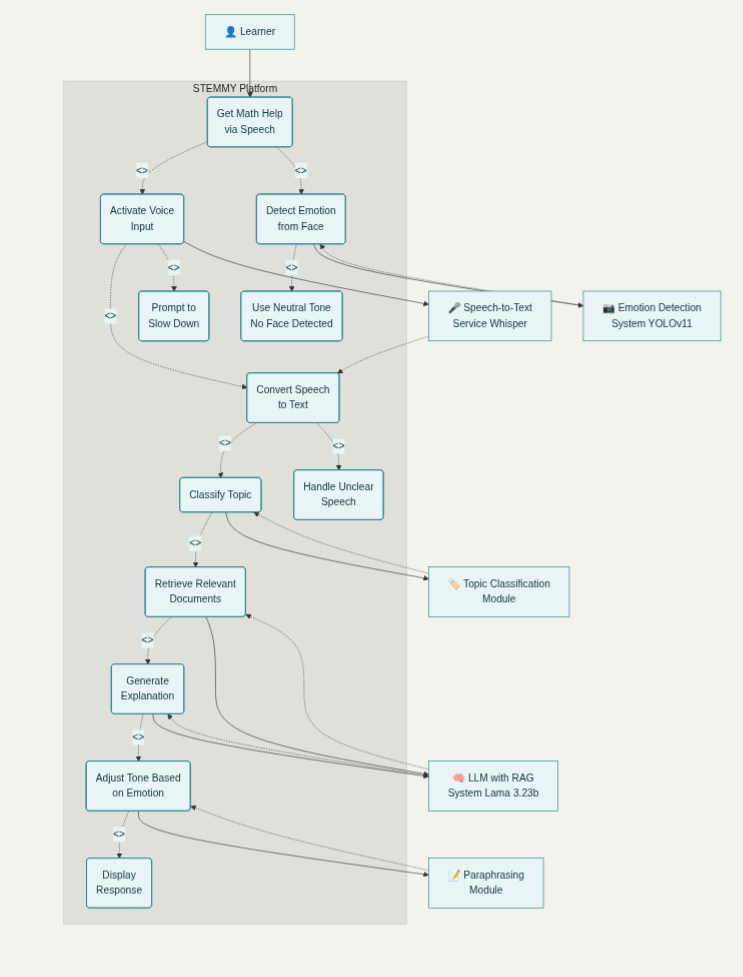 👤 Learner
STEMMY Platform
Get Math Help
via Speech
<>
<>
Activate Voice
Input
Detect Emotion
from Face
<>
<>
<>
Prompt to
Slow Down
Use Neutral Tone
No Face Detected
🎤 Speech-to-Text
Service Whisper
📷 Emotion Detection
System YOLOv11
Convert Speech
to Text
<>
<>
Classify Topic
Handle Unclear
Speech
<>
Retrieve Relevant
Documents
🏷️ Topic Classification
Module
<>
Generate
Explanation
<>
Adjust Tone Based
on Emotion
🧠 LLM with RAG
System Lama 3.23b
<>
Display
Response
📝 Paraphrasing
Module